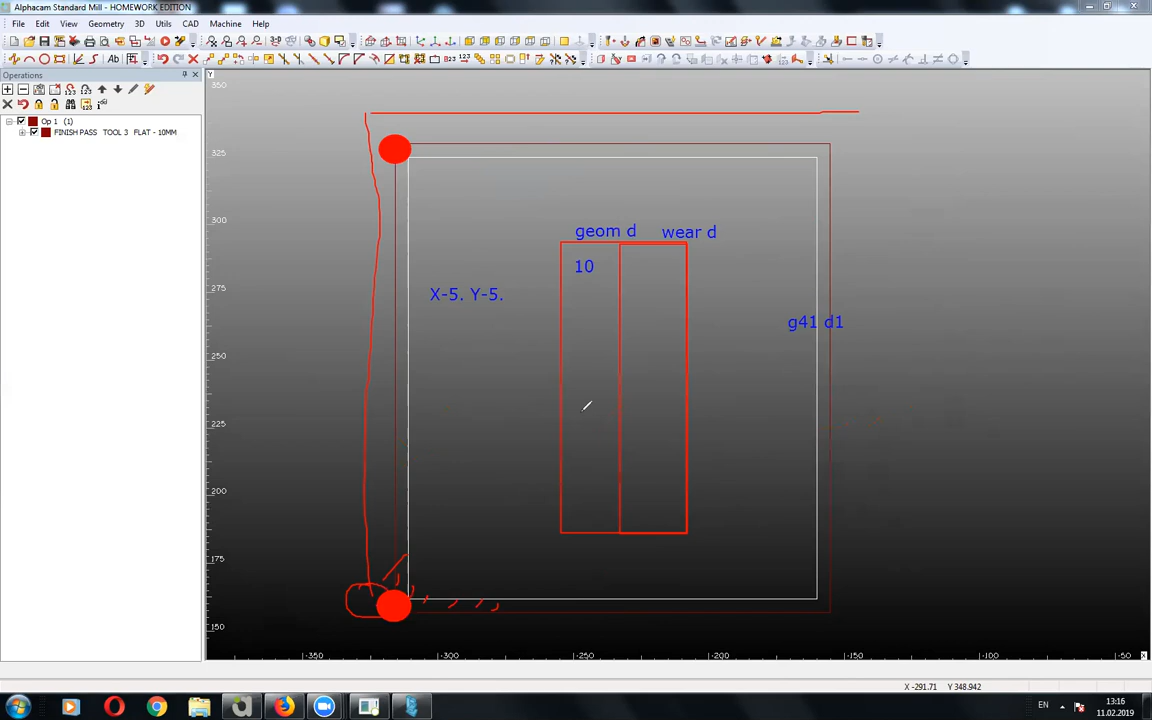 Alphacam Standard Mill - HOMEWORK EDITION
File Edit View Geometry 3D Utils CAD Machine Help
Operations
Op 1 (1)
FINISH PASS TOOL 3 FLAT - 10MM
Y
350
325
300
275
250
225
200
175
150
geom d wear d
10
X-5. Y-5.
g41 d1
-350 -300 -250 -200 -150 -100 -50 X
X -291.71 Y 348.942
EN
13:16
11.02.2019